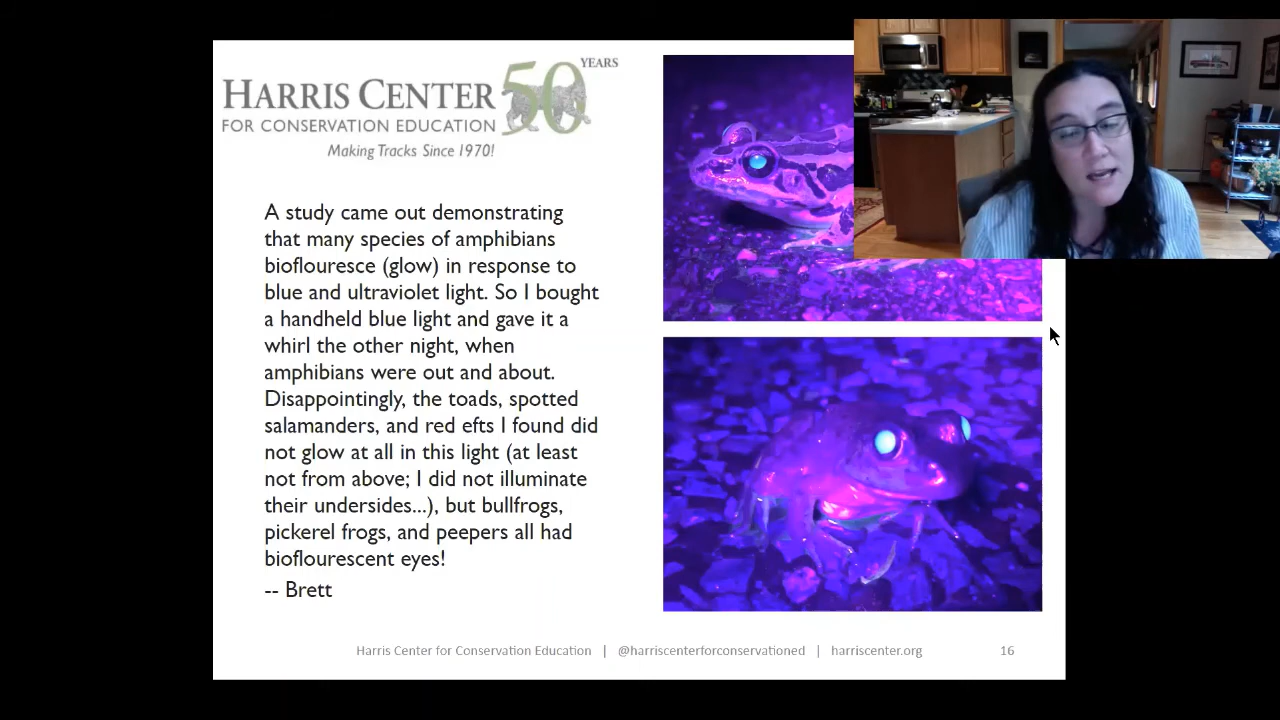 HARRIS CENTER 50 YEARS
FOR CONSERVATION EDUCATION
Making Tracks Since 1970!
A study came out demonstrating
that many species of amphibians
bioflouresce (glow) in response to
blue and ultraviolet light. So I bought
a handheld blue light and gave it a
whirl the other night, when
amphibians were out and about.
Disappointingly, the toads, spotted
salamanders, and red efts I found did
not glow at all in this light (at least
not from above; I did not illuminate
their undersides...), but bullfrogs,
pickerel frogs, and peepers all had
bioflourescent eyes!
-- Brett
Harris Center for Conservation Education | @harriscenterforconservationed | harriscenter.org 16